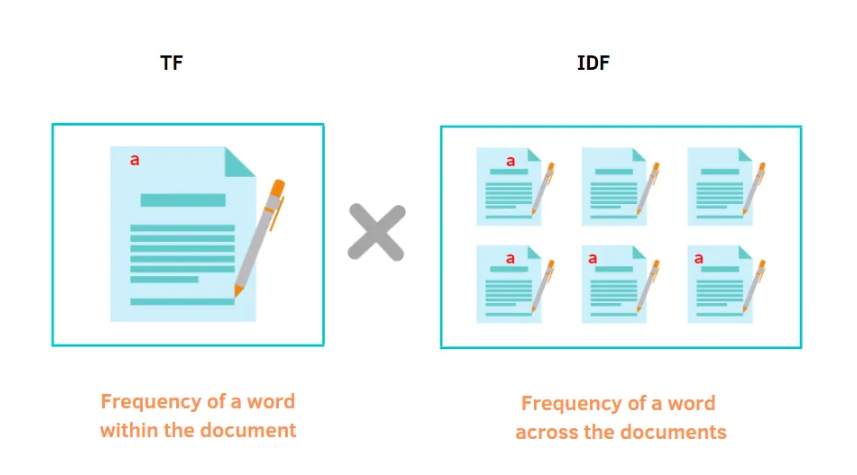 TF
IDF
a
a
a
a
a
Frequency of a word
within the document
Frequency of a word
across the documents